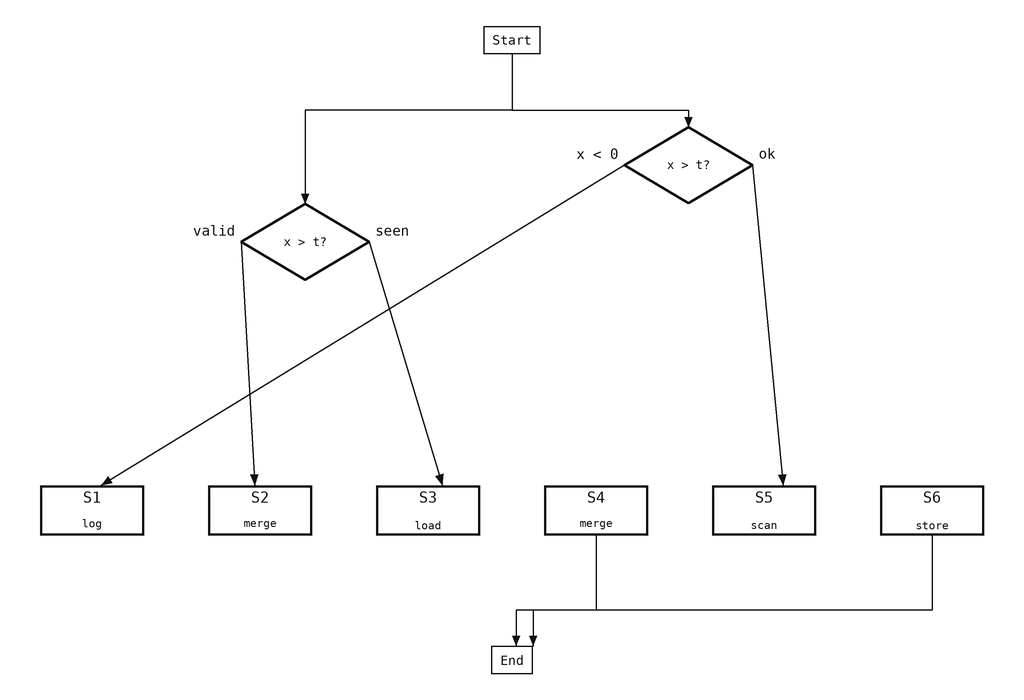 Start
x < 0
x > t?
ok
valid
x > t?
seen
S1
log
S2
merge
S3
load
S4
merge
S5
scan
S6
store
End